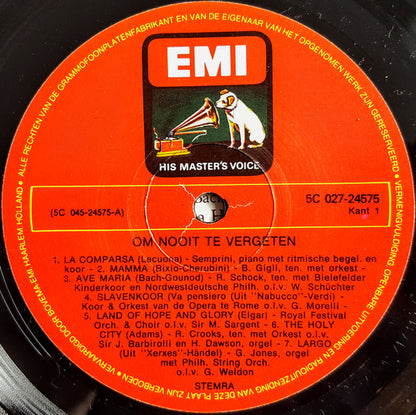 ALLE RECHTEN VAN DE GRAMMOFOONPLATENFABRIKANT EN VAN DE EIGENAAR VAN HET OPGENOMEN WERK ZIJN GERESERVEERD • VERMENIGVULDIGING OPENBARE UITVOERING EN RADIOUITZENDING VAN DEZE PLAAT ZIJN VERBODEN • VERVAARDIGD DOOR BOVEMA-EMI, HAARLEM, HOLLAND •
EMI
HIS MASTER'S VOICE
(5C 045-24575-A)
5C 027-24575
Kant 1
OM NOOIT TE VERGETEN
1. LA COMPARSA (Lecuona) - Semprini, piano met ritmische begel. en
koor - 2. MAMMA (Bixio-Cherubini) - B. Gigli, ten. met orkest -
3. AVE MARIA (Bach-Gounod) - R. Schock, ten. met Bielefelder
Kinderkoor en Nordwestdeutsche Philh. o.l.v. W. Schüchter
4. SLAVENKOOR (Va pensiero (Uit "Nabucco"-Verdi) -
Koor & Orkest van de Opera te Rome o.l.v. G. Morelli -
5. LAND OF HOPE AND GLORY (Elgar) - Royal Festival
Orch. & Choir o.l.v. Sir M. Sargent - 6. THE HOLY
CITY (Adams) - R. Crooks, ten. met Orkest o.l.v.
Sir J. Barbirolli en H. Dawson, orgel - 7. LARGO
(Uit "Xerxes"-Händel) - G. Jones, orgel
met Philh. String Orch.
o.l.v. G. Weldon
STEMRA